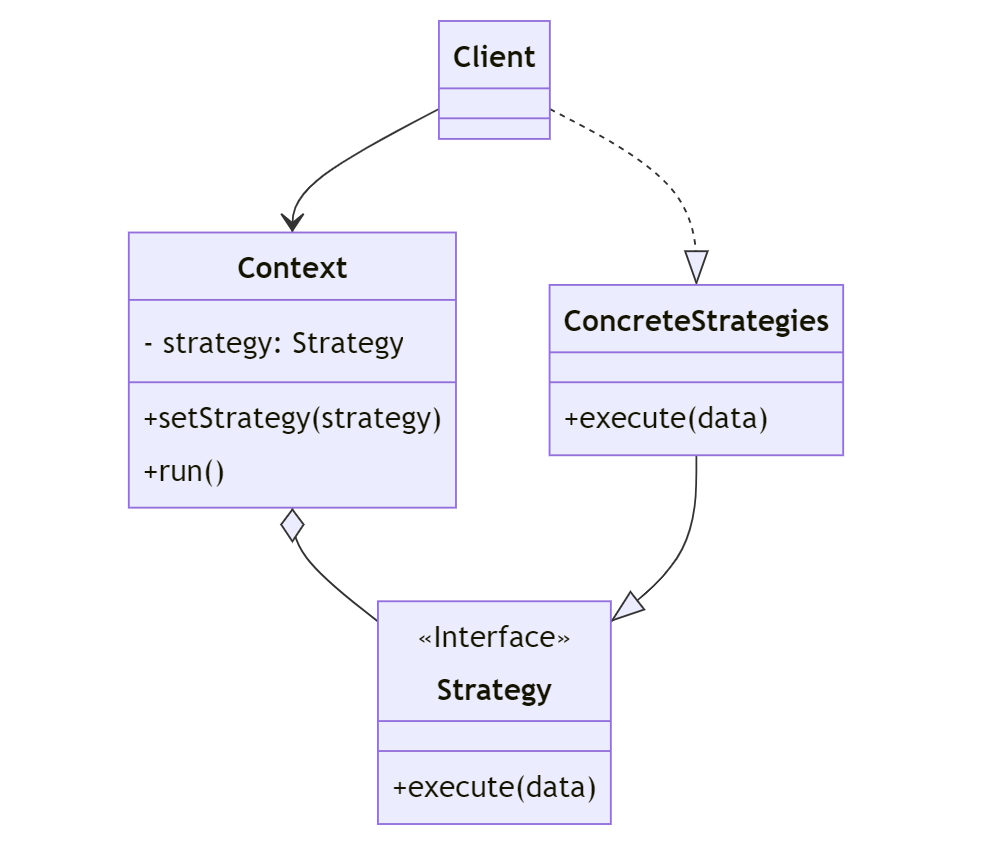 Client
Context
- strategy: Strategy
+setStrategy(strategy)
+run()
ConcreteStrategies
+execute(data)
«Interface»
Strategy
+execute(data)